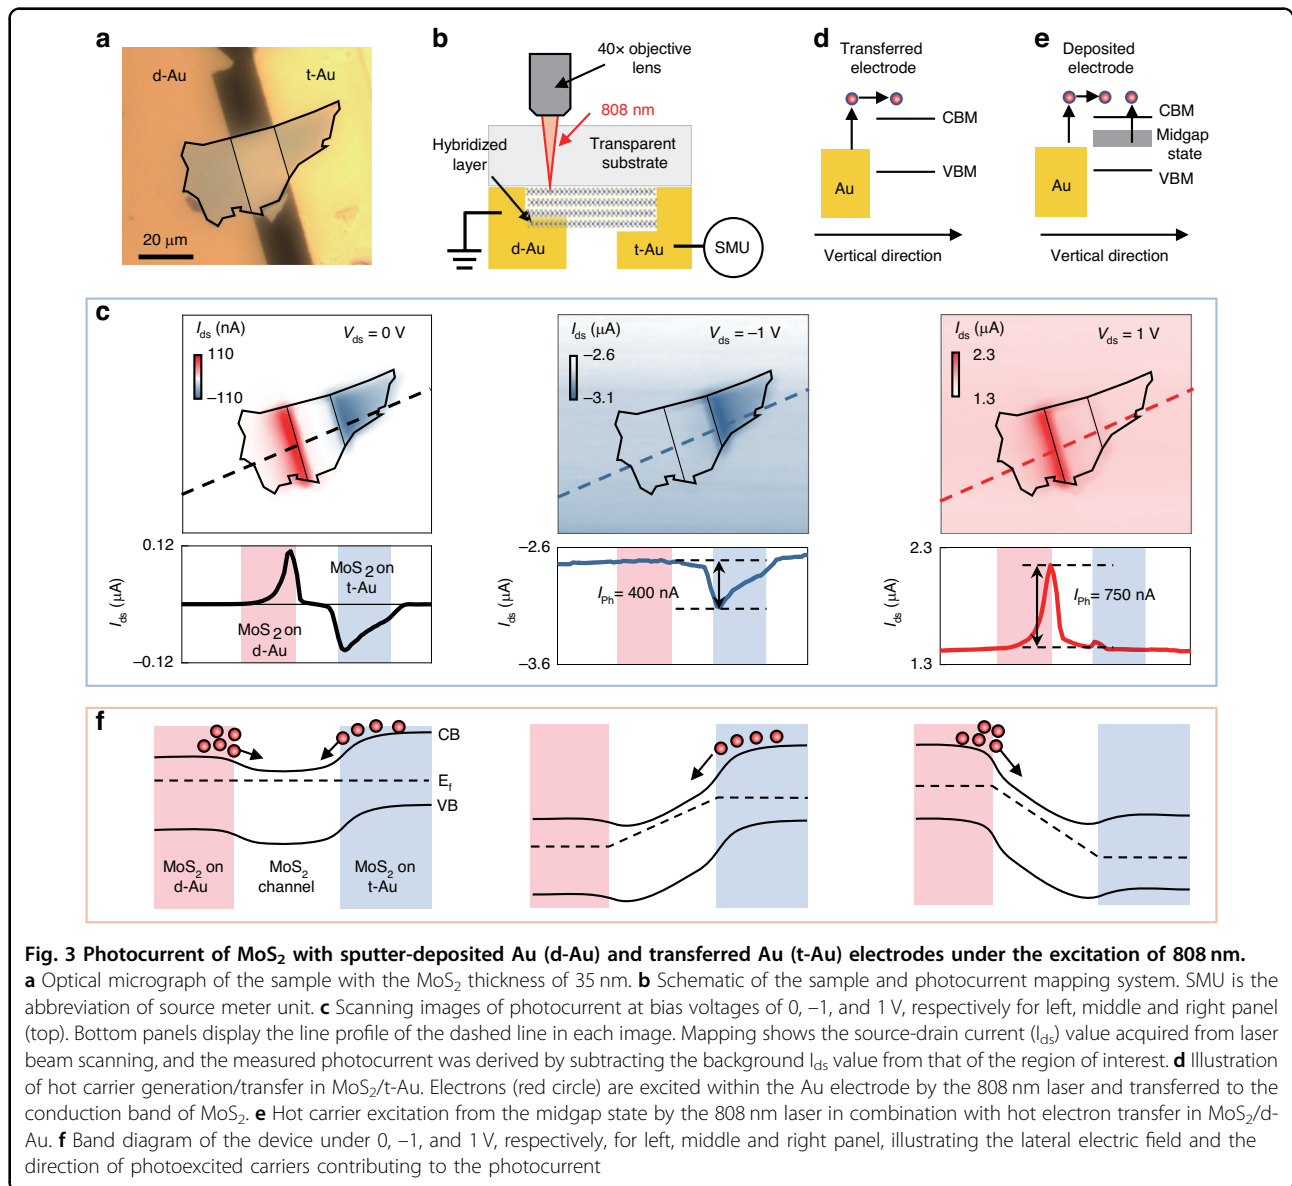 a
d-Au
t-Au
20 μm
b
40× objective
lens
808 nm
Hybridized
layer
Transparent
substrate
d-Au
t-Au
SMU
d
Transferred
electrode
CBM
VBM
Au
Vertical direction
e
Deposited
electrode
CBM
Midgap
state
VBM
Au
Vertical direction
c
I_ds (nA)
110
−110
V_ds = 0 V
I_ds (μA)
−2.6
−3.1
V_ds = −1 V
I_ds (μA)
2.3
1.3
V_ds = 1 V
0.12
−0.12
I_ds (μA)
MoS2 on
d-Au
MoS2 on
t-Au
−2.6
−3.6
I_ds (μA)
I_Ph = 400 nA
2.3
1.3
I_ds (μA)
I_Ph = 750 nA
f
CB
E_f
VB
MoS2 on
d-Au
MoS2
channel
MoS2 on
t-Au
Fig. 3 Photocurrent of MoS2 with sputter-deposited Au (d-Au) and transferred Au (t-Au) electrodes under the excitation of 808 nm.
a Optical micrograph of the sample with the MoS2 thickness of 35 nm. b Schematic of the sample and photocurrent mapping system. SMU is the
abbreviation of source meter unit. c Scanning images of photocurrent at bias voltages of 0, –1, and 1 V, respectively for left, middle and right panel
(top). Bottom panels display the line profile of the dashed line in each image. Mapping shows the source-drain current (Ids) value acquired from laser
beam scanning, and the measured photocurrent was derived by subtracting the background Ids value from that of the region of interest. d Illustration
of hot carrier generation/transfer in MoS2/t-Au. Electrons (red circle) are excited within the Au electrode by the 808 nm laser and transferred to the
conduction band of MoS2. e Hot carrier excitation from the midgap state by the 808 nm laser in combination with hot electron transfer in MoS2/d-
Au. f Band diagram of the device under 0, –1, and 1 V, respectively, for left, middle and right panel, illustrating the lateral electric field and the
direction of photoexcited carriers contributing to the photocurrent